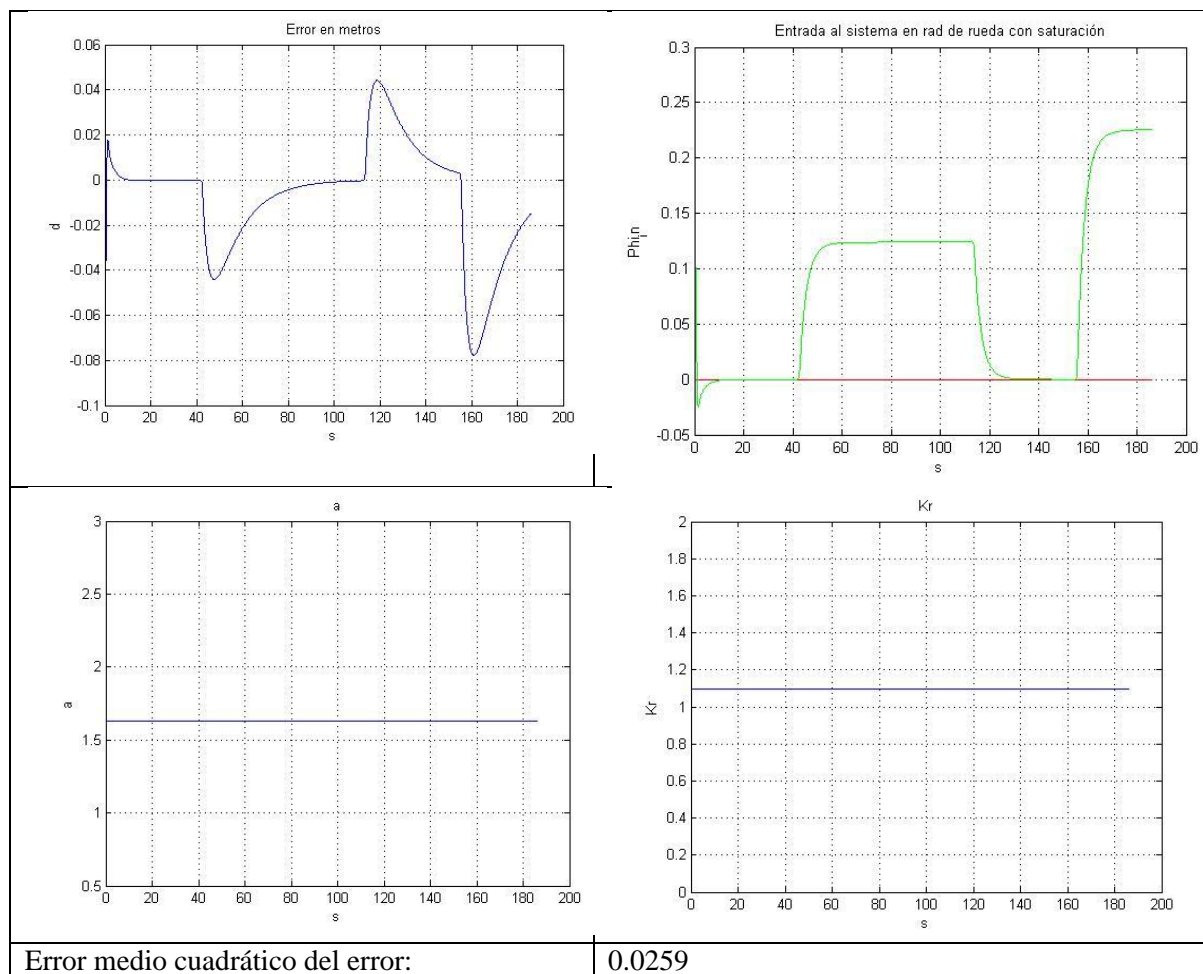 Error en metros
0.06
0.04
0.02
0
-0.02
-0.04
-0.06
-0.08
-0.1
d
0 20 40 60 80 100 120 140 160 180 200
s
Entrada al sistema en rad de rueda con saturación
0.3
0.25
0.2
0.15
0.1
0.05
0
-0.05
Phi_in
0 20 40 60 80 100 120 140 160 180 200
s
a
3
2.5
2
1.5
1
0.5
a
0 20 40 60 80 100 120 140 160 180 200
s
Kr
2
1.8
1.6
1.4
1.2
1
0.8
0.6
0.4
0.2
0
Kr
0 20 40 60 80 100 120 140 160 180 200
s
Error medio cuadrático del error: 0.0259